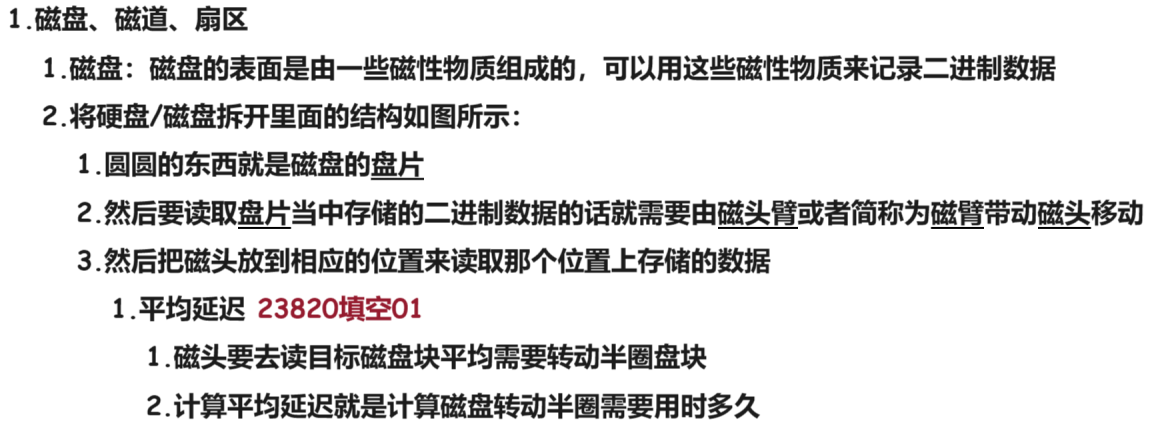 1.磁盘、磁道、扇区
1.磁盘：磁盘的表面是由一些磁性物质组成的，可以用这些磁性物质来记录二进制数据
2.将硬盘/磁盘拆开里面的结构如图所示：
1.圆圆的东西就是磁盘的盘片
2.然后要读取盘片当中存储的二进制数据的话就需要由磁头臂或者简称为磁臂带动磁头移动
3.然后把磁头放到相应的位置来读取那个位置上存储的数据
1.平均延迟 23820填空01
1.磁头要去读目标磁盘块平均需要转动半圈盘块
2.计算平均延迟就是计算磁盘转动半圈需要用时多久